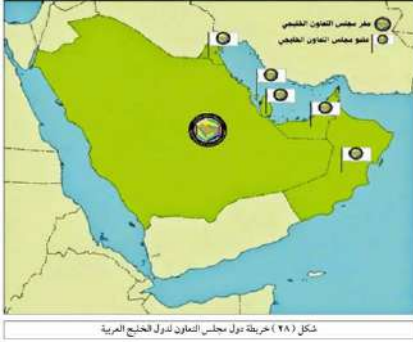 مقر مجلس التعاون الخليجي
عضو مجلس التعاون الخليجي
شكل ( ٢٨ ) خريطة دول مجلس التعاون لدول الخليج العربية